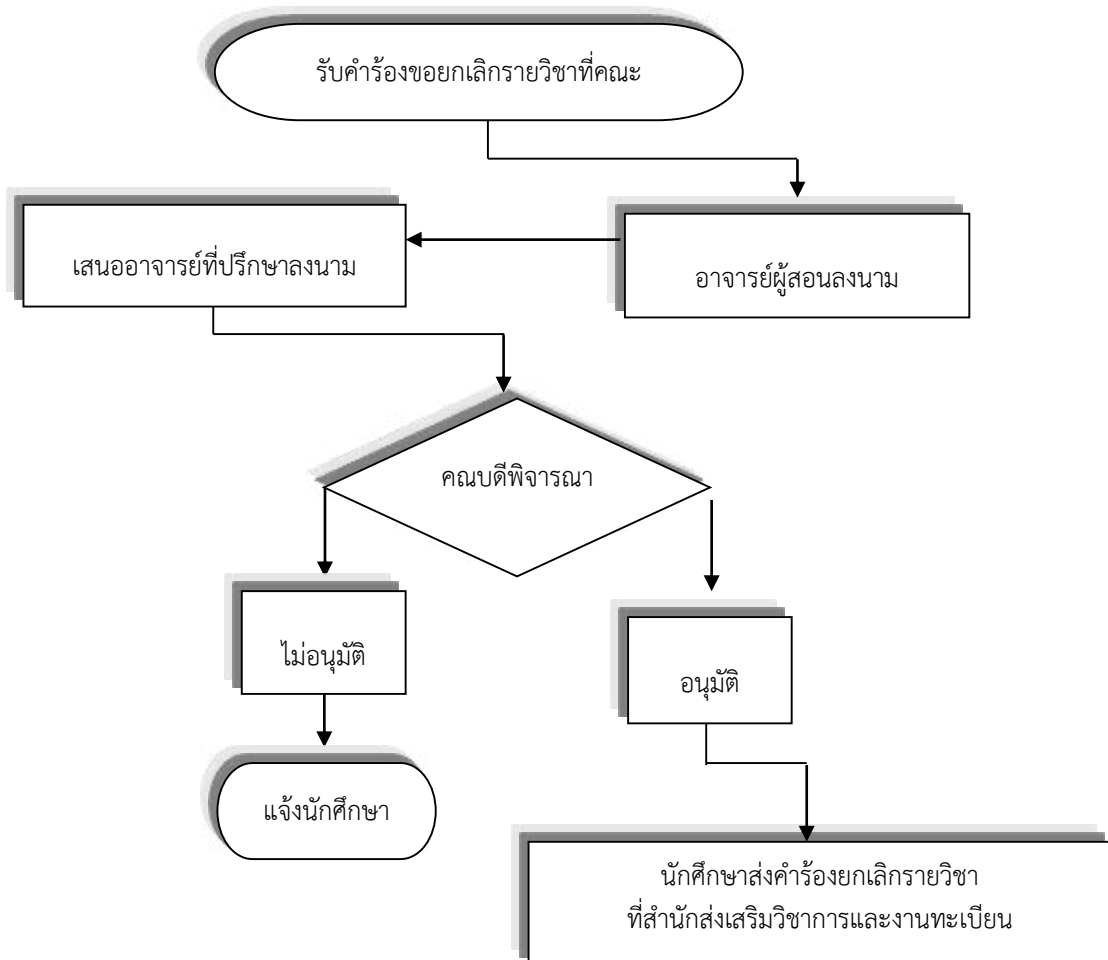 รับคำร้องขอยกเลิกรายวิชาที่คณะ
เสนออาจารย์ที่ปรึกษาลงนาม
อาจารย์ผู้สอนลงนาม
คณบดีพิจารณา
ไม่อนุมัติ
อนุมัติ
แจ้งนักศึกษา
นักศึกษาส่งคำร้องยกเลิกรายวิชา
ที่สำนักส่งเสริมวิชาการและงานทะเบียน